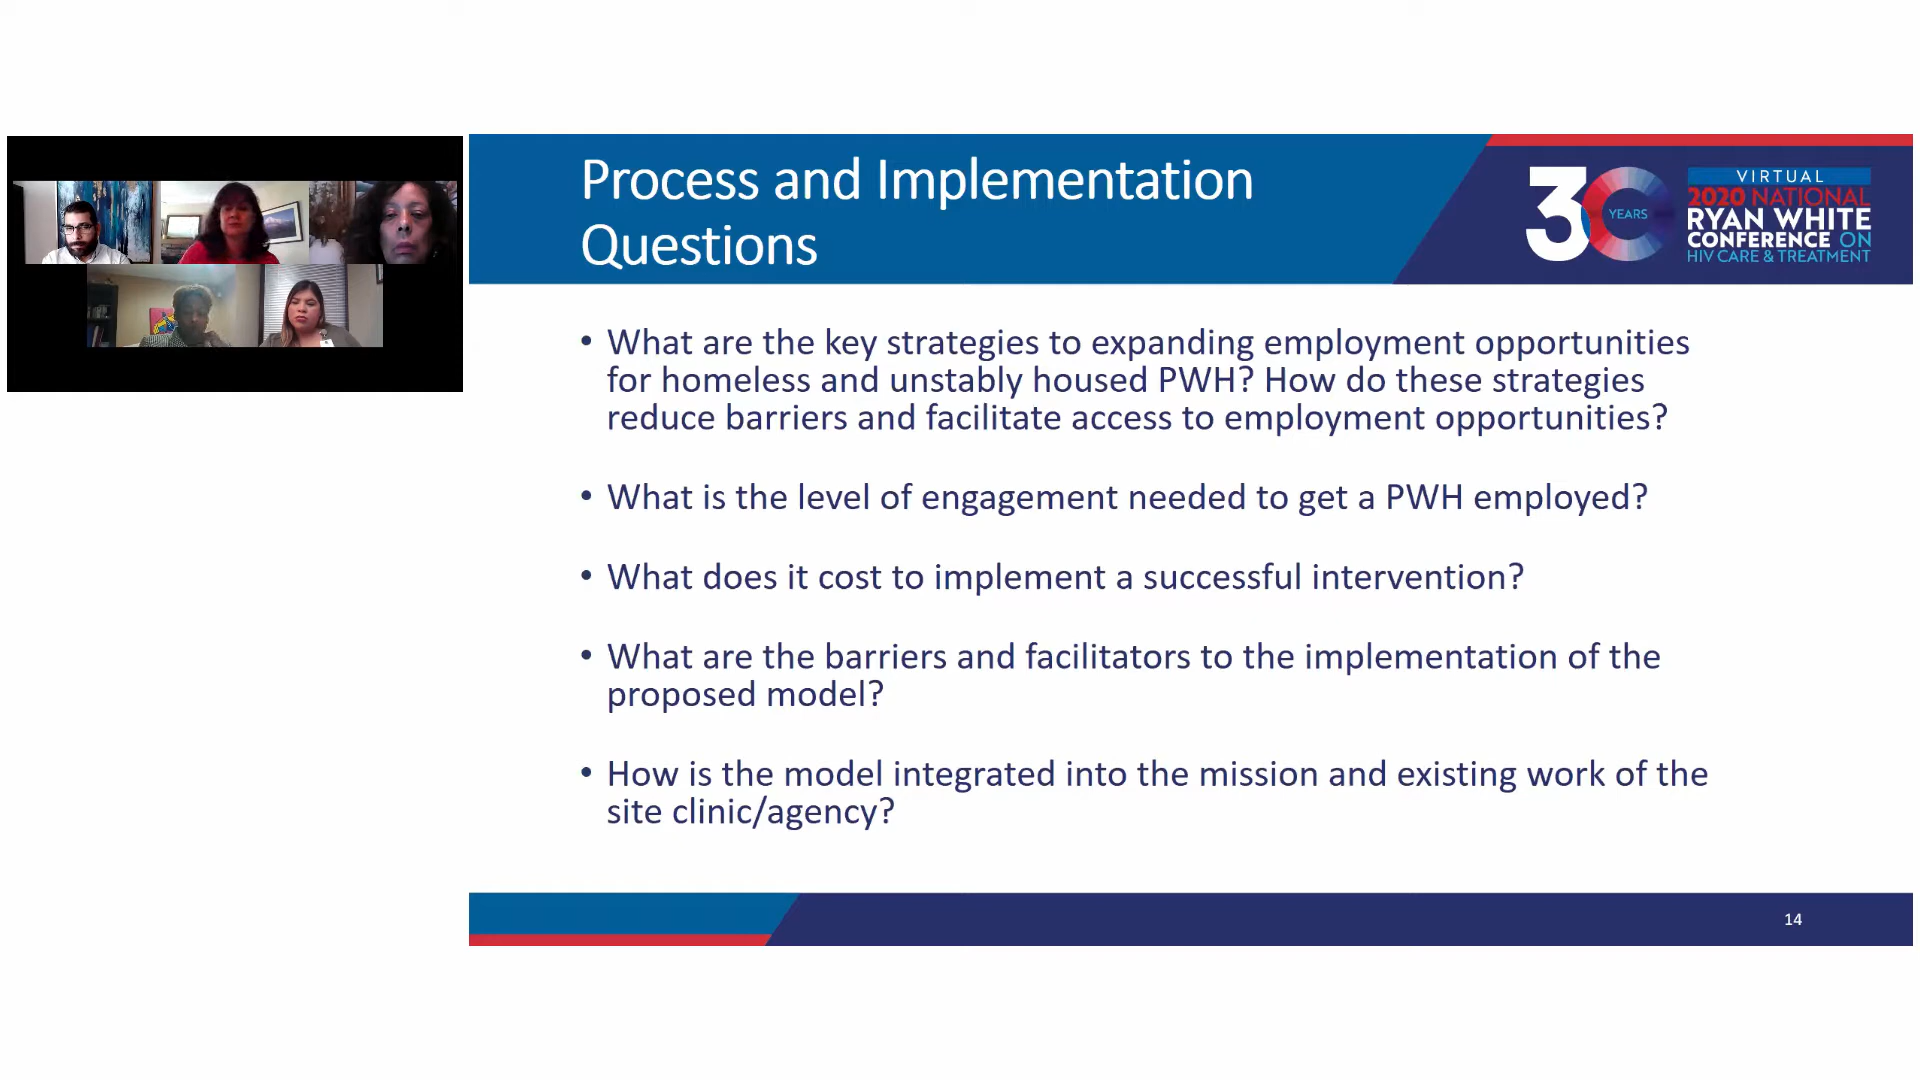 Process and Implementation
Questions
30
YEARS
VIRTUAL
2020 NATIONAL
RYAN WHITE
CONFERENCE ON
HIV CARE & TREATMENT
• What are the key strategies to expanding employment opportunities
for homeless and unstably housed PWH? How do these strategies
reduce barriers and facilitate access to employment opportunities?
• What is the level of engagement needed to get a PWH employed?
• What does it cost to implement a successful intervention?
• What are the barriers and facilitators to the implementation of the
proposed model?
• How is the model integrated into the mission and existing work of the
site clinic/agency?
14